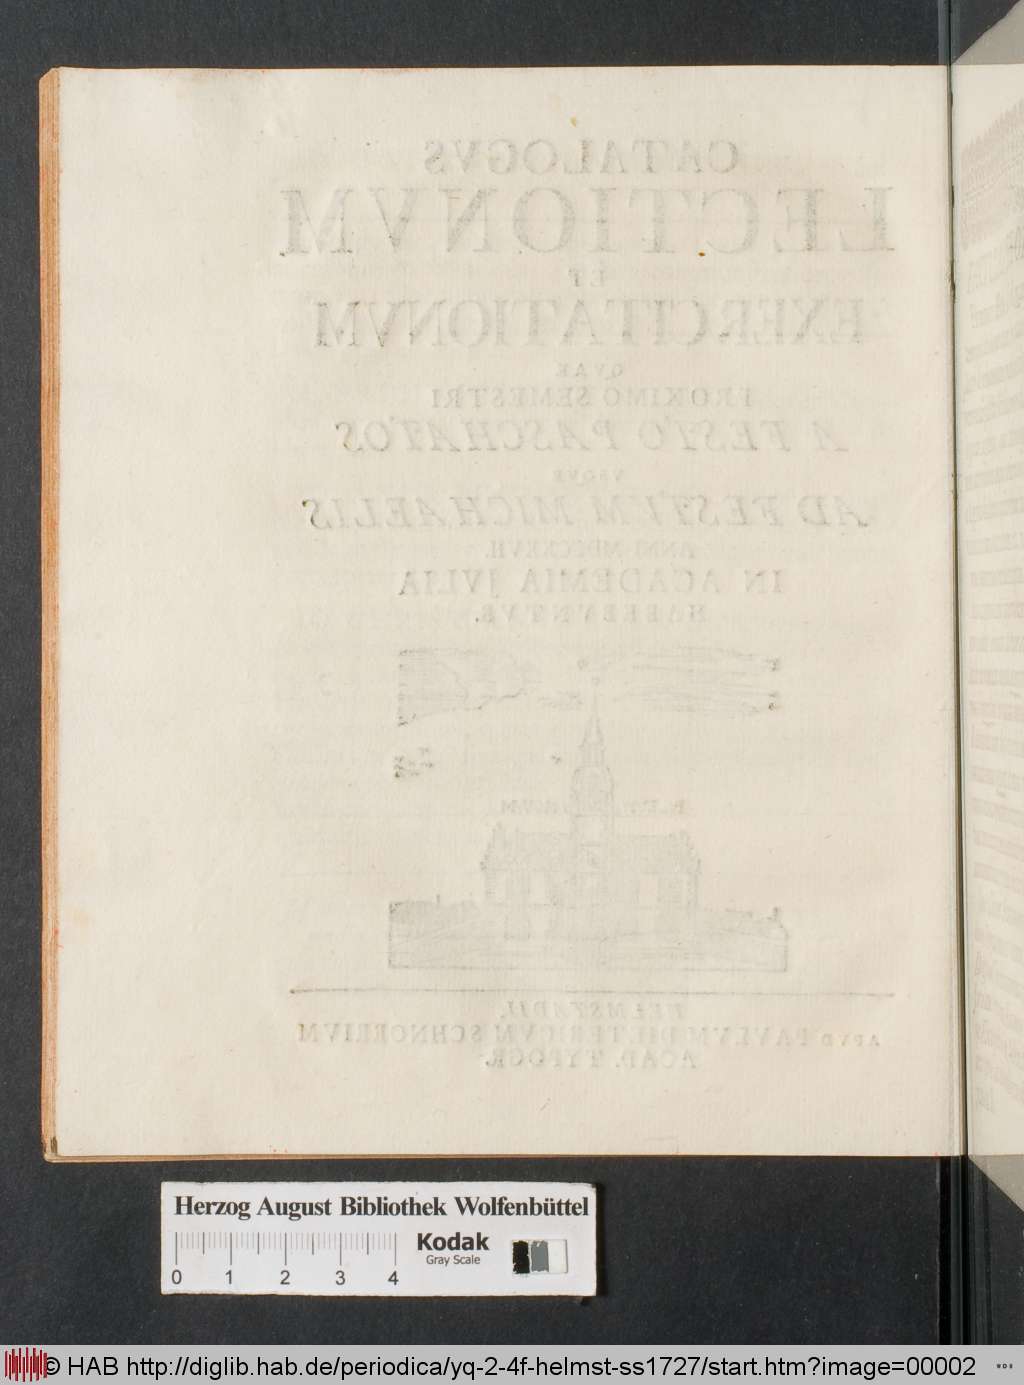 CATALOGVS
LECTIONVM
ET
EXERCITATIONVM
QVAE
PROXIMO SEMESTRI
A FESTO PASCHATOS
VSQVE
AD FESTVM MICHAELIS
ANNI MDCCXXVII.
IN ACADEMIA JVLIA
HABEBVNTVR.
HELMSTADII,
APVD PAVLVM DIETERICVM SCHNORRIVM
ACAD. TYPOGR.
Herzog August Bibliothek Wolfenbüttel
Kodak
Gray Scale
0 1 2 3 4
© HAB http://diglib.hab.de/periodica/yq-2-4f-helmst-ss1727/start.htm?image=00002